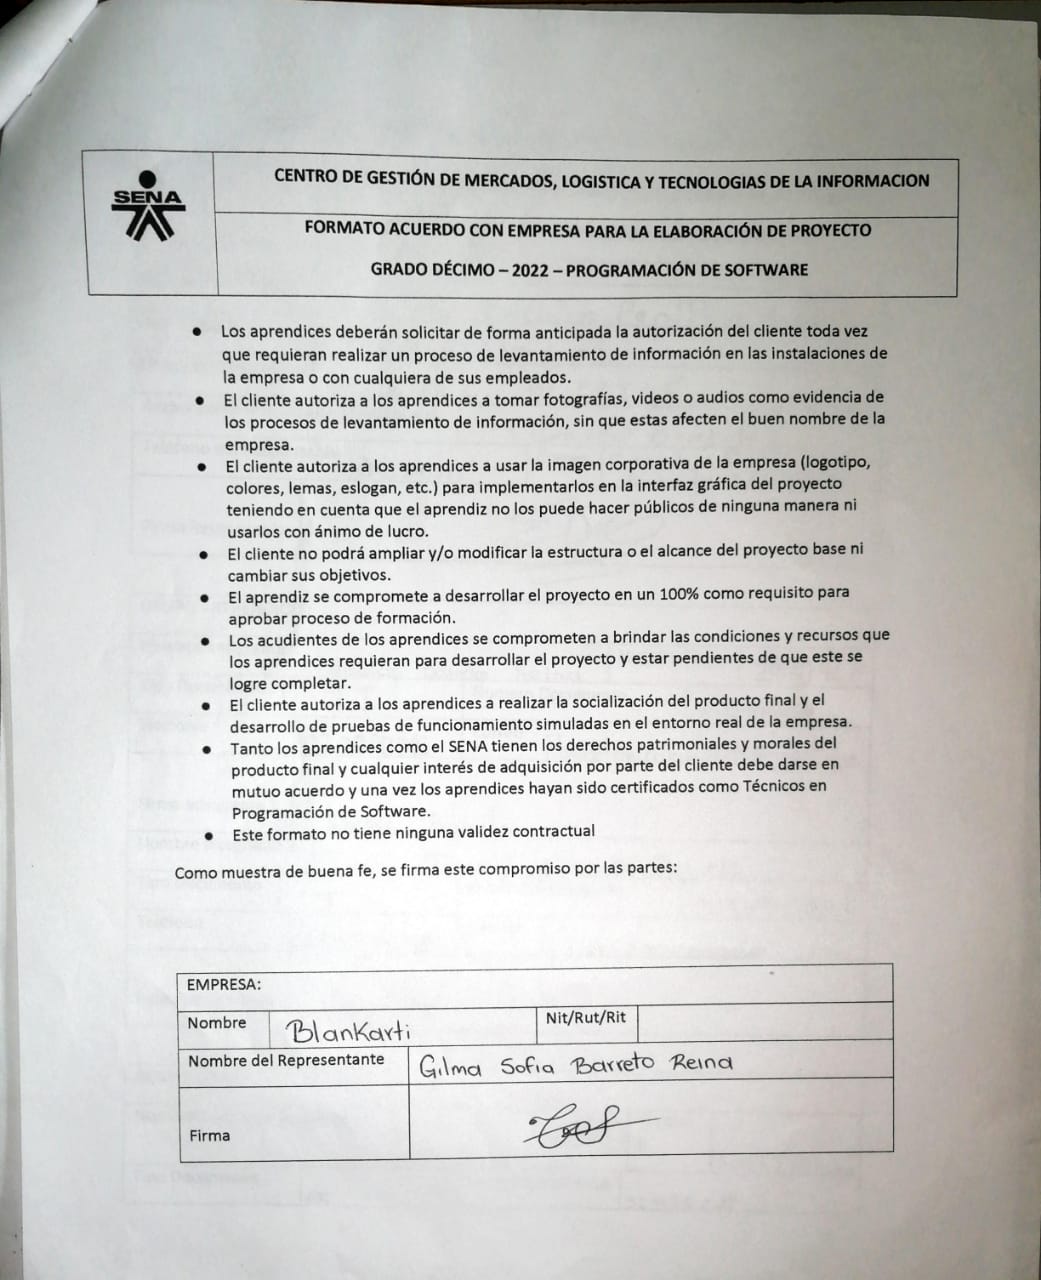 SENA
CENTRO DE GESTIÓN DE MERCADOS, LOGISTICA Y TECNOLOGIAS DE LA INFORMACION
FORMATO ACUERDO CON EMPRESA PARA LA ELABORACIÓN DE PROYECTO
GRADO DÉCIMO – 2022 – PROGRAMACIÓN DE SOFTWARE
● Los aprendices deberán solicitar de forma anticipada la autorización del cliente toda vez
que requieran realizar un proceso de levantamiento de información en las instalaciones de
la empresa o con cualquiera de sus empleados.
● El cliente autoriza a los aprendices a tomar fotografías, videos o audios como evidencia de
los procesos de levantamiento de información, sin que estas afecten el buen nombre de la
empresa.
● El cliente autoriza a los aprendices a usar la imagen corporativa de la empresa (logotipo,
colores, lemas, eslogan, etc.) para implementarlos en la interfaz gráfica del proyecto
teniendo en cuenta que el aprendiz no los puede hacer públicos de ninguna manera ni
usarlos con ánimo de lucro.
● El cliente no podrá ampliar y/o modificar la estructura o el alcance del proyecto base ni
cambiar sus objetivos.
● El aprendiz se compromete a desarrollar el proyecto en un 100% como requisito para
aprobar proceso de formación.
● Los acudientes de los aprendices se comprometen a brindar las condiciones y recursos que
los aprendices requieran para desarrollar el proyecto y estar pendientes de que este se
logre completar.
● El cliente autoriza a los aprendices a realizar la socialización del producto final y el
desarrollo de pruebas de funcionamiento simuladas en el entorno real de la empresa.
● Tanto los aprendices como el SENA tienen los derechos patrimoniales y morales del
producto final y cualquier interés de adquisición por parte del cliente debe darse en
mutuo acuerdo y una vez los aprendices hayan sido certificados como Técnicos en
Programación de Software.
● Este formato no tiene ninguna validez contractual
Como muestra de buena fe, se firma este compromiso por las partes:
EMPRESA:
Nombre Blankarti Nit/Rut/Rit
Nombre del Representante Gilma Sofia Barreto Reina
Firma